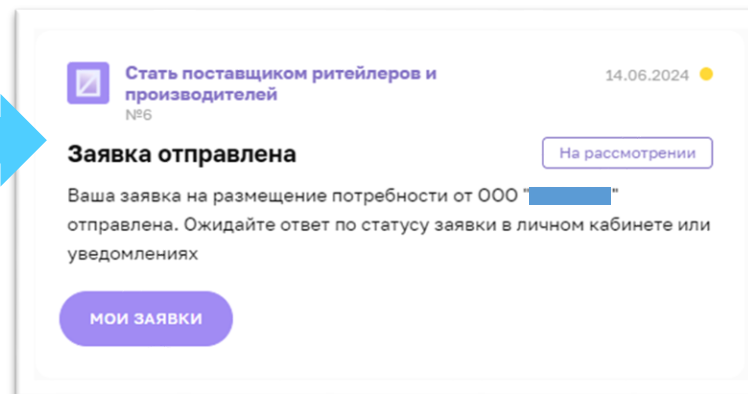 Стать поставщиком ритейлеров и
производителей
14.06.2024
№6
Заявка отправлена
На рассмотрении
Ваша заявка на размещение потребности от ООО " "
отправлена. Ожидайте ответ по статусу заявки в личном кабинете или
уведомлениях
МОИ ЗАЯВКИ